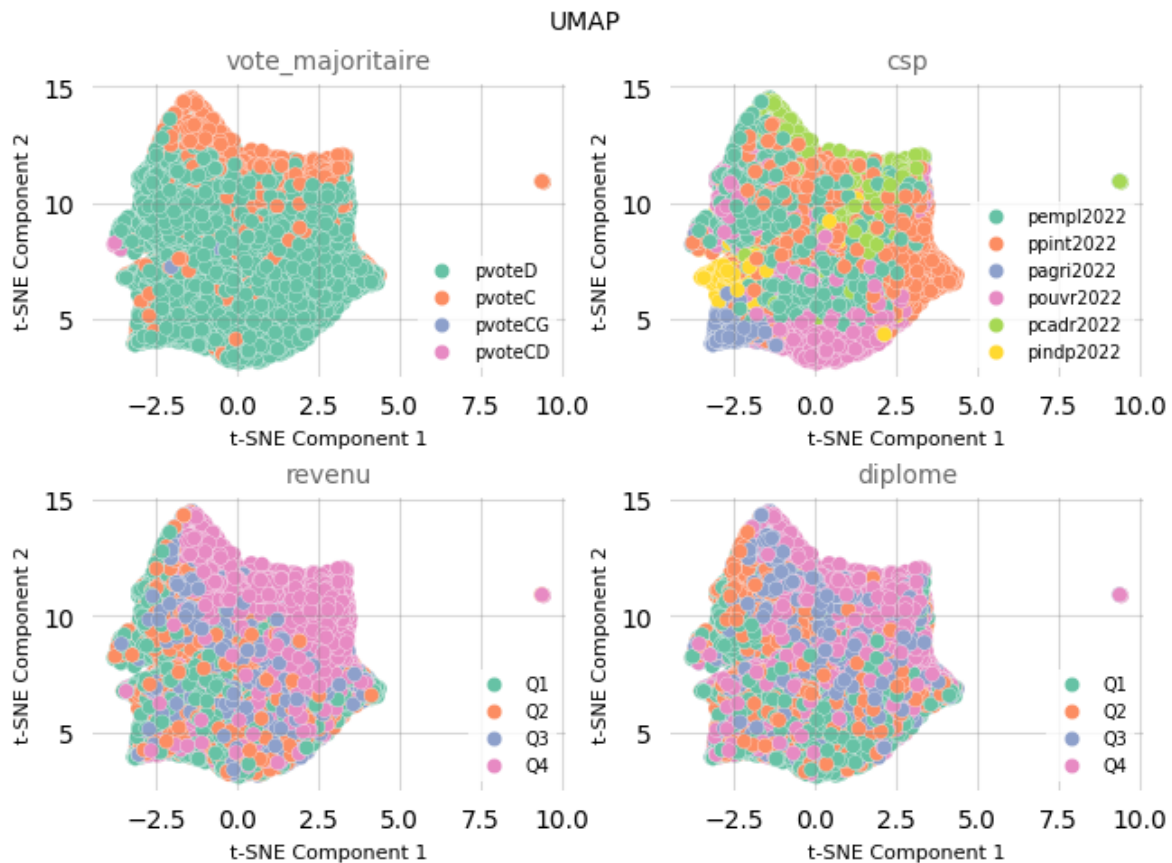 UMAP
vote_majoritaire
15
10
5
t-SNE Component 2
pvoteD
pvoteC
pvoteCG
pvoteCD
−2.5 0.0 2.5 5.0 7.5 10.0
t-SNE Component 1
csp
15
10
5
t-SNE Component 2
pempl2022
ppint2022
pagri2022
pouvr2022
pcadr2022
pindp2022
−2.5 0.0 2.5 5.0 7.5 10.0
t-SNE Component 1
revenu
15
10
5
t-SNE Component 2
Q1
Q2
Q3
Q4
−2.5 0.0 2.5 5.0 7.5 10.0
t-SNE Component 1
diplome
15
10
5
t-SNE Component 2
Q1
Q2
Q3
Q4
−2.5 0.0 2.5 5.0 7.5 10.0
t-SNE Component 1